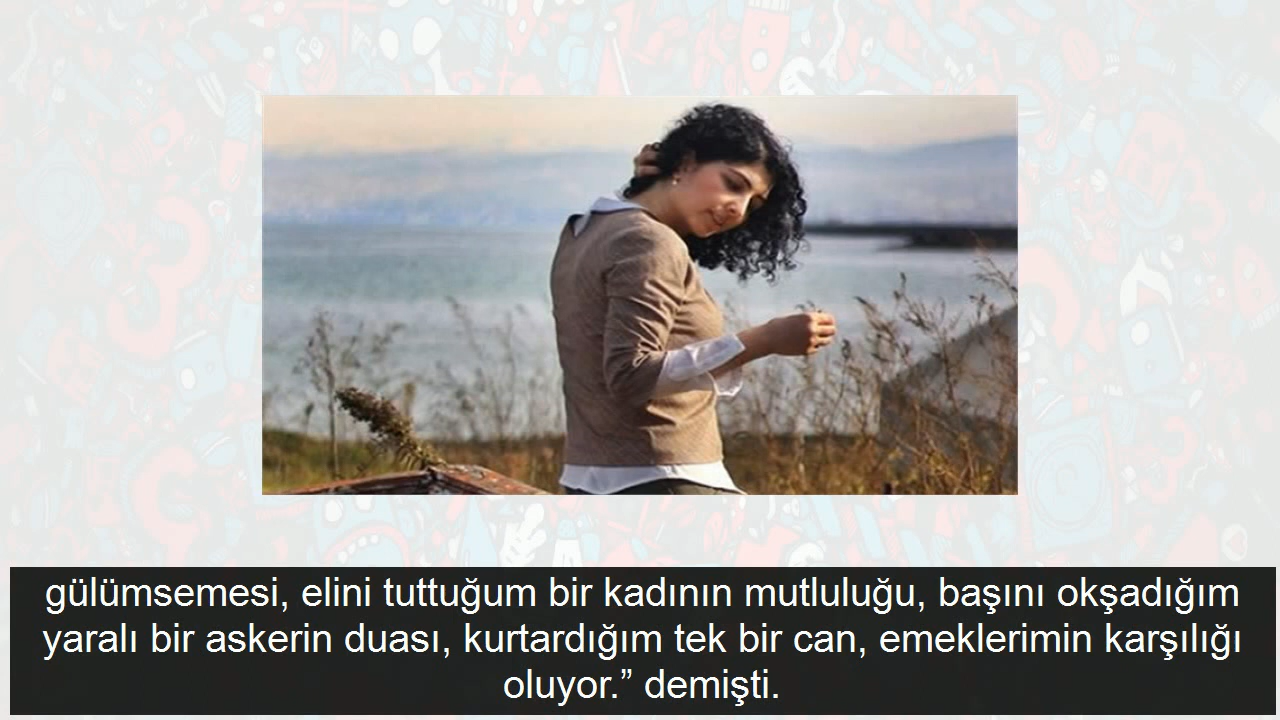 gülümsemesi, elini tuttuğum bir kadının mutluluğu, başını okşadığım
yaralı bir askerin duası, kurtardığım tek bir can, emeklerimin karşılığı
oluyor.” demişti.